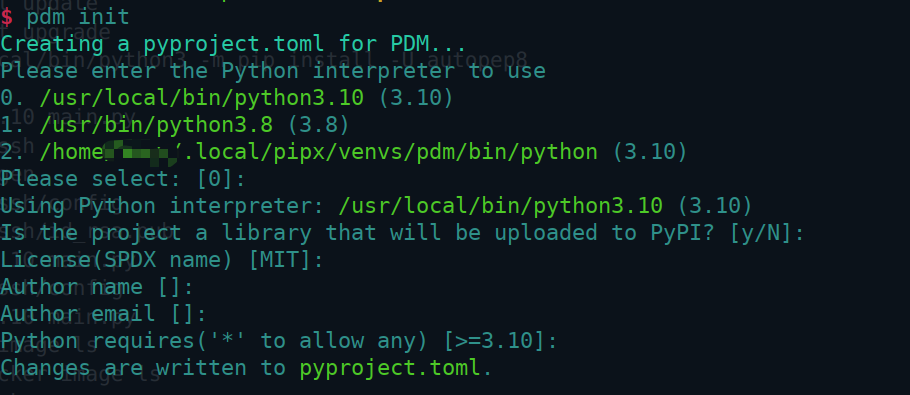 $ pdm init
Creating a pyproject.toml for PDM...
Please enter the Python interpreter to use
0. /usr/local/bin/python3.10 (3.10)
1. /usr/bin/python3.8 (3.8)
2. /home/ /.local/pipx/venvs/pdm/bin/python (3.10)
Please select: [0]:
Using Python interpreter: /usr/local/bin/python3.10 (3.10)
Is the project a library that will be uploaded to PyPI? [y/N]:
License(SPDX name) [MIT]:
Author name []:
Author email []:
Python requires('*' to allow any) [>=3.10]:
Changes are written to pyproject.toml.